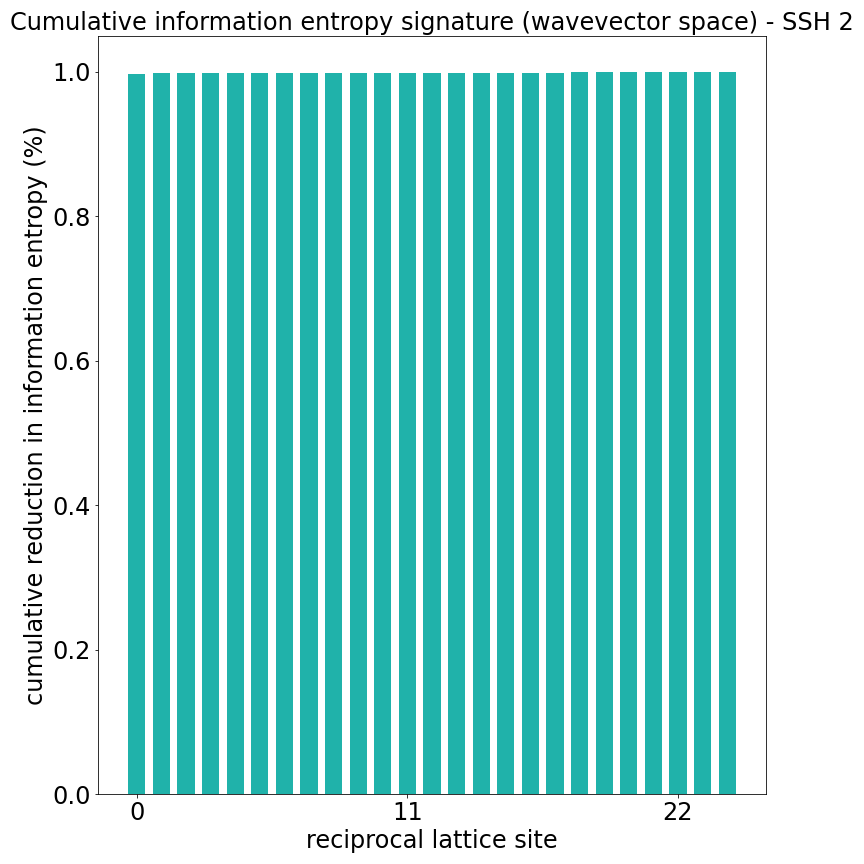 Cumulative information entropy signature (wavevector space) - SSH 2
cumulative reduction in information entropy (%)
1.0
0.8
0.6
0.4
0.2
0.0
0 11 22
reciprocal lattice site